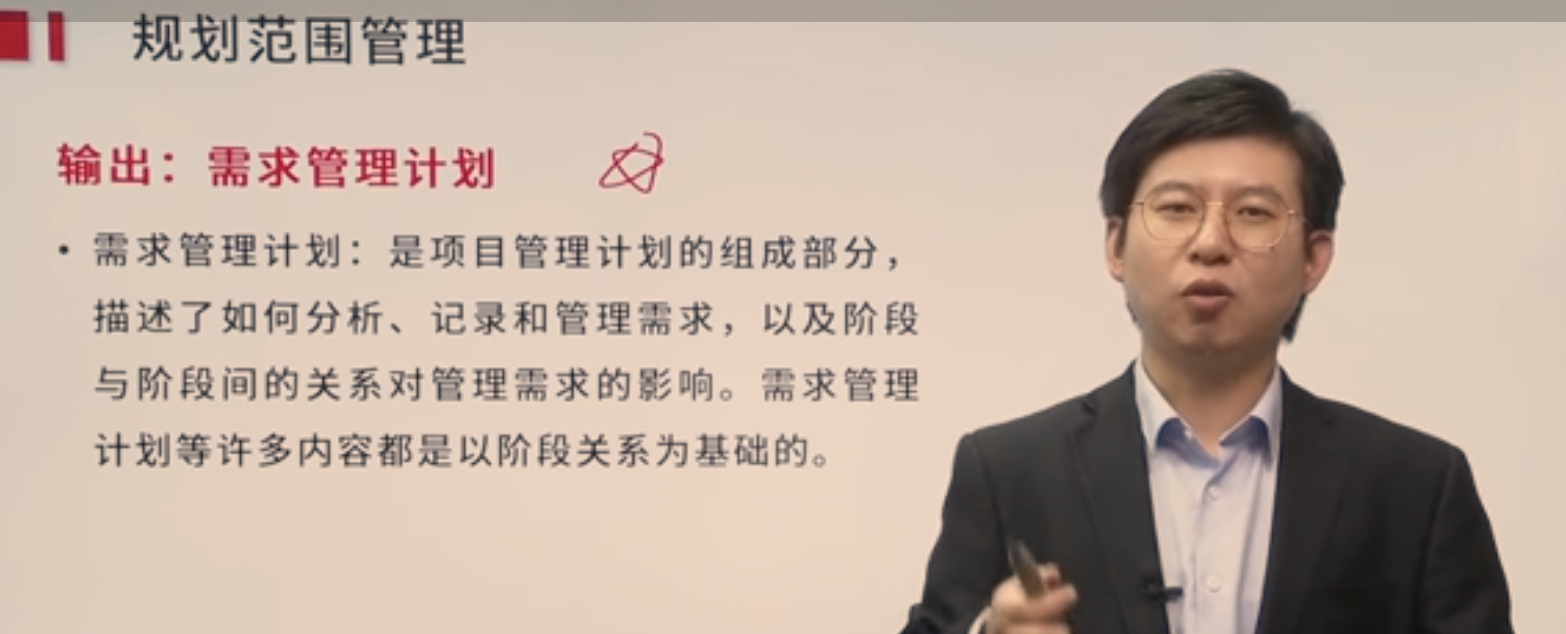 规划范围管理
输出：需求管理计划
• 需求管理计划：是项目管理计划的组成部分，
描述了如何分析、记录和管理需求，以及阶段
与阶段间的关系对管理需求的影响。需求管理
计划等许多内容都是以阶段关系为基础的。